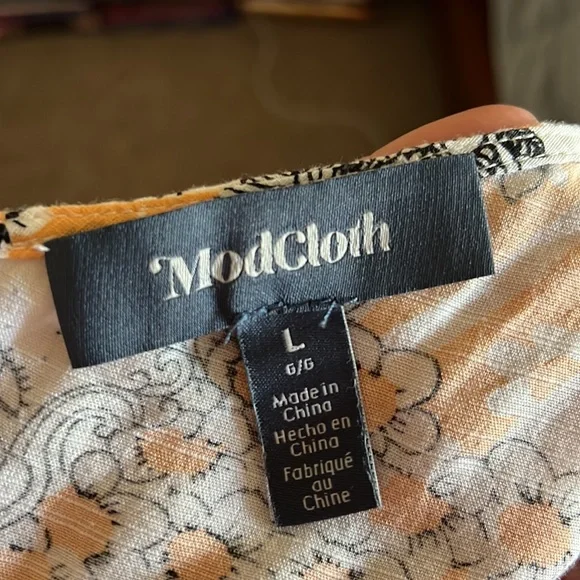 ModCloth
L
G/G
Made in
China
Hecho en
China
Fabriqué
au
Chine